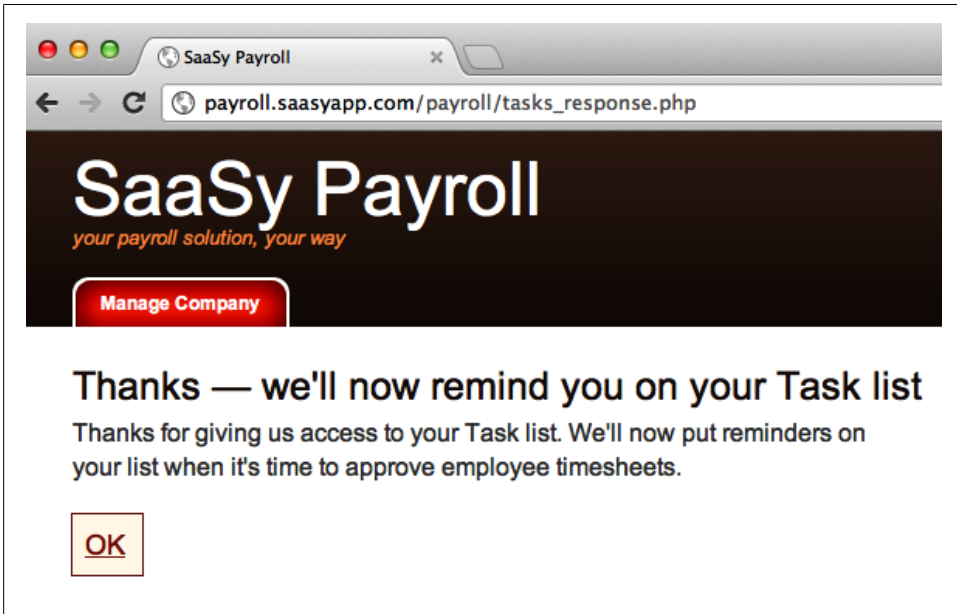 SaaSy Payroll
payroll.saasyapp.com/payroll/tasks_response.php
SaaSy Payroll
your payroll solution, your way
Manage Company
Thanks — we'll now remind you on your Task list
Thanks for giving us access to your Task list. We'll now put reminders on
your list when it's time to approve employee timesheets.
OK